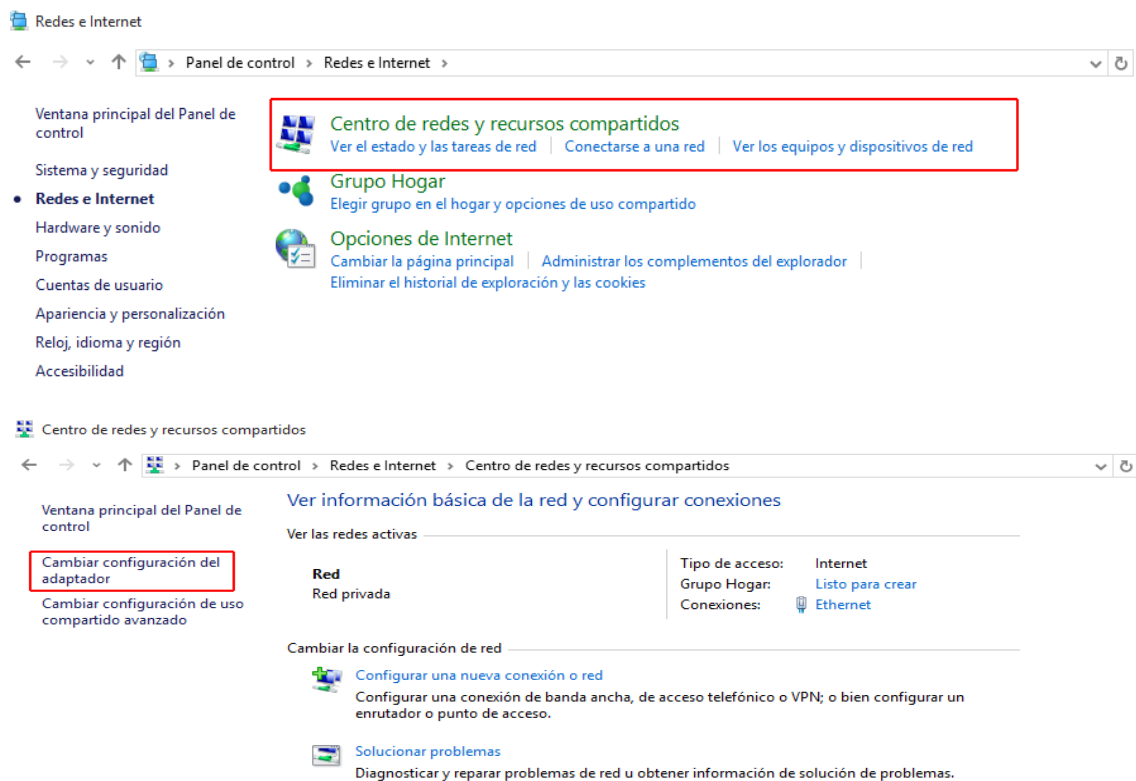 Redes e Internet
Panel de control > Redes e Internet >
Ventana principal del Panel de
control
Sistema y seguridad
Redes e Internet
Hardware y sonido
Programas
Cuentas de usuario
Apariencia y personalización
Reloj, idioma y región
Accesibilidad
Centro de redes y recursos compartidos
Ver el estado y las tareas de red
Conectarse a una red
Ver los equipos y dispositivos de red
Grupo Hogar
Elegir grupo en el hogar y opciones de uso compartido
Opciones de Internet
Cambiar la página principal
Administrar los complementos del explorador
Eliminar el historial de exploración y las cookies
Centro de redes y recursos compartidos
Panel de control > Redes e Internet > Centro de redes y recursos compartidos
Ventana principal del Panel de
control
Cambiar configuración del
adaptador
Cambiar configuración de uso
compartido avanzado
Ver información básica de la red y configurar conexiones
Ver las redes activas
Red
Red privada
Tipo de acceso: Internet
Grupo Hogar: Listo para crear
Conexiones: Ethernet
Cambiar la configuración de red
Configurar una nueva conexión o red
Configurar una conexión de banda ancha, de acceso telefónico o VPN; o bien configurar un
enrutador o punto de acceso.
Solucionar problemas
Diagnosticar y reparar problemas de red u obtener información de solución de problemas.